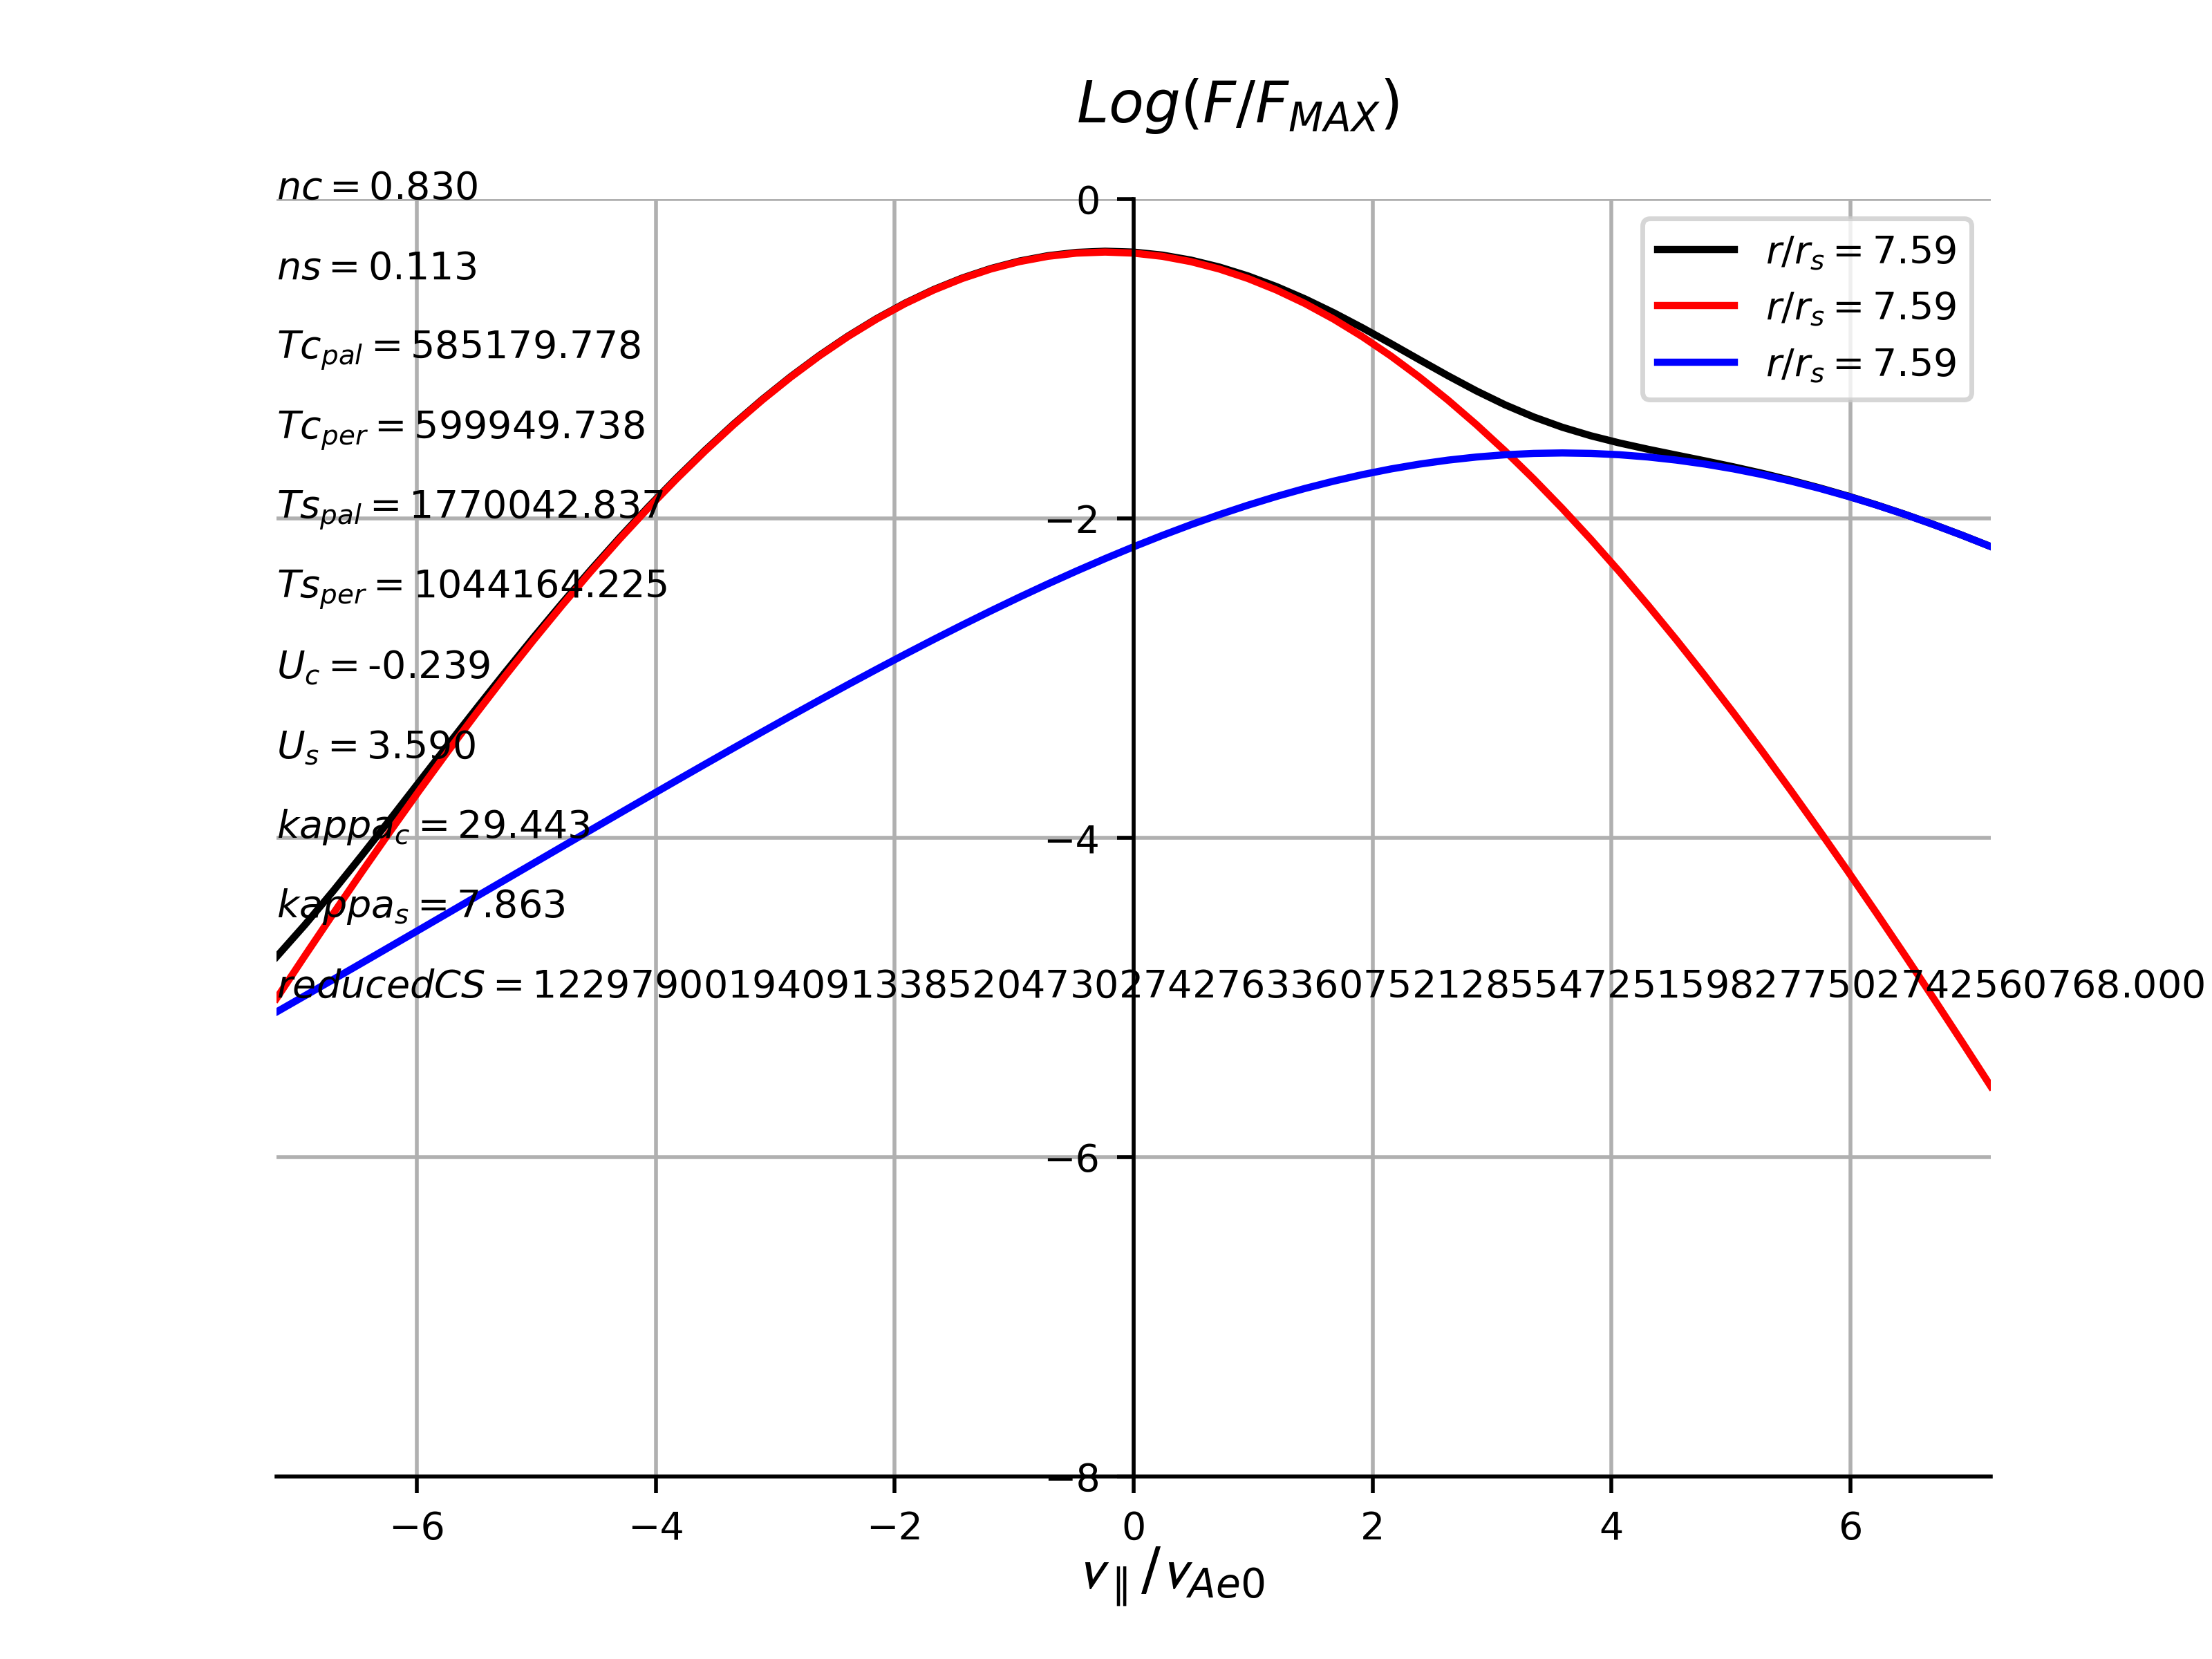 Log(F/F_MAX)
nc = 0.830
ns = 0.113
Tc_pal = 585179.778
Tc_per = 599949.738
Ts_pal = 1770042.837
Ts_per = 1044164.225
U_c = -0.239
U_s = 3.590
kappa_c = 29.443
kappa_s = 7.863
reducedCS = 12297900194091338520473027427633607521285547251598277502742560768.000
r/r_s = 7.59
r/r_s = 7.59
r/r_s = 7.59
0
−2
−4
−6
−8
−6 −4 −2 0 2 4 6
v_∥/v_Ae0